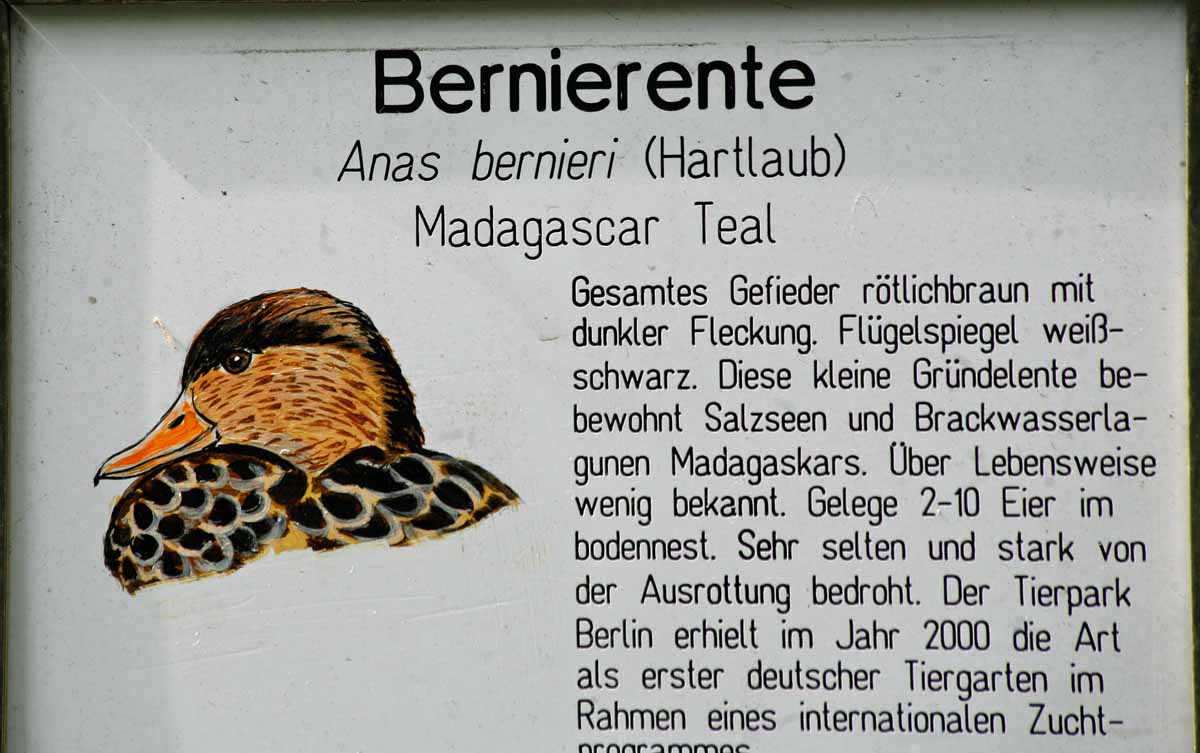 Bernierente
Anas bernieri (Hartlaub)
Madagascar Teal
Gesamtes Gefieder rötlichbraun mit
dunkler Fleckung. Flügelspiegel weiß-
schwarz. Diese kleine Gründelente be-
bewohnt Salzseen und Brackwasserla-
gunen Madagaskars. Über Lebensweise
wenig bekannt. Gelege 2-10 Eier im
bodennest. Sehr selten und stark von
der Ausrottung bedroht. Der Tierpark
Berlin erhielt im Jahr 2000 die Art
als erster deutscher Tiergarten im
Rahmen eines internationalen Zucht-
programmes